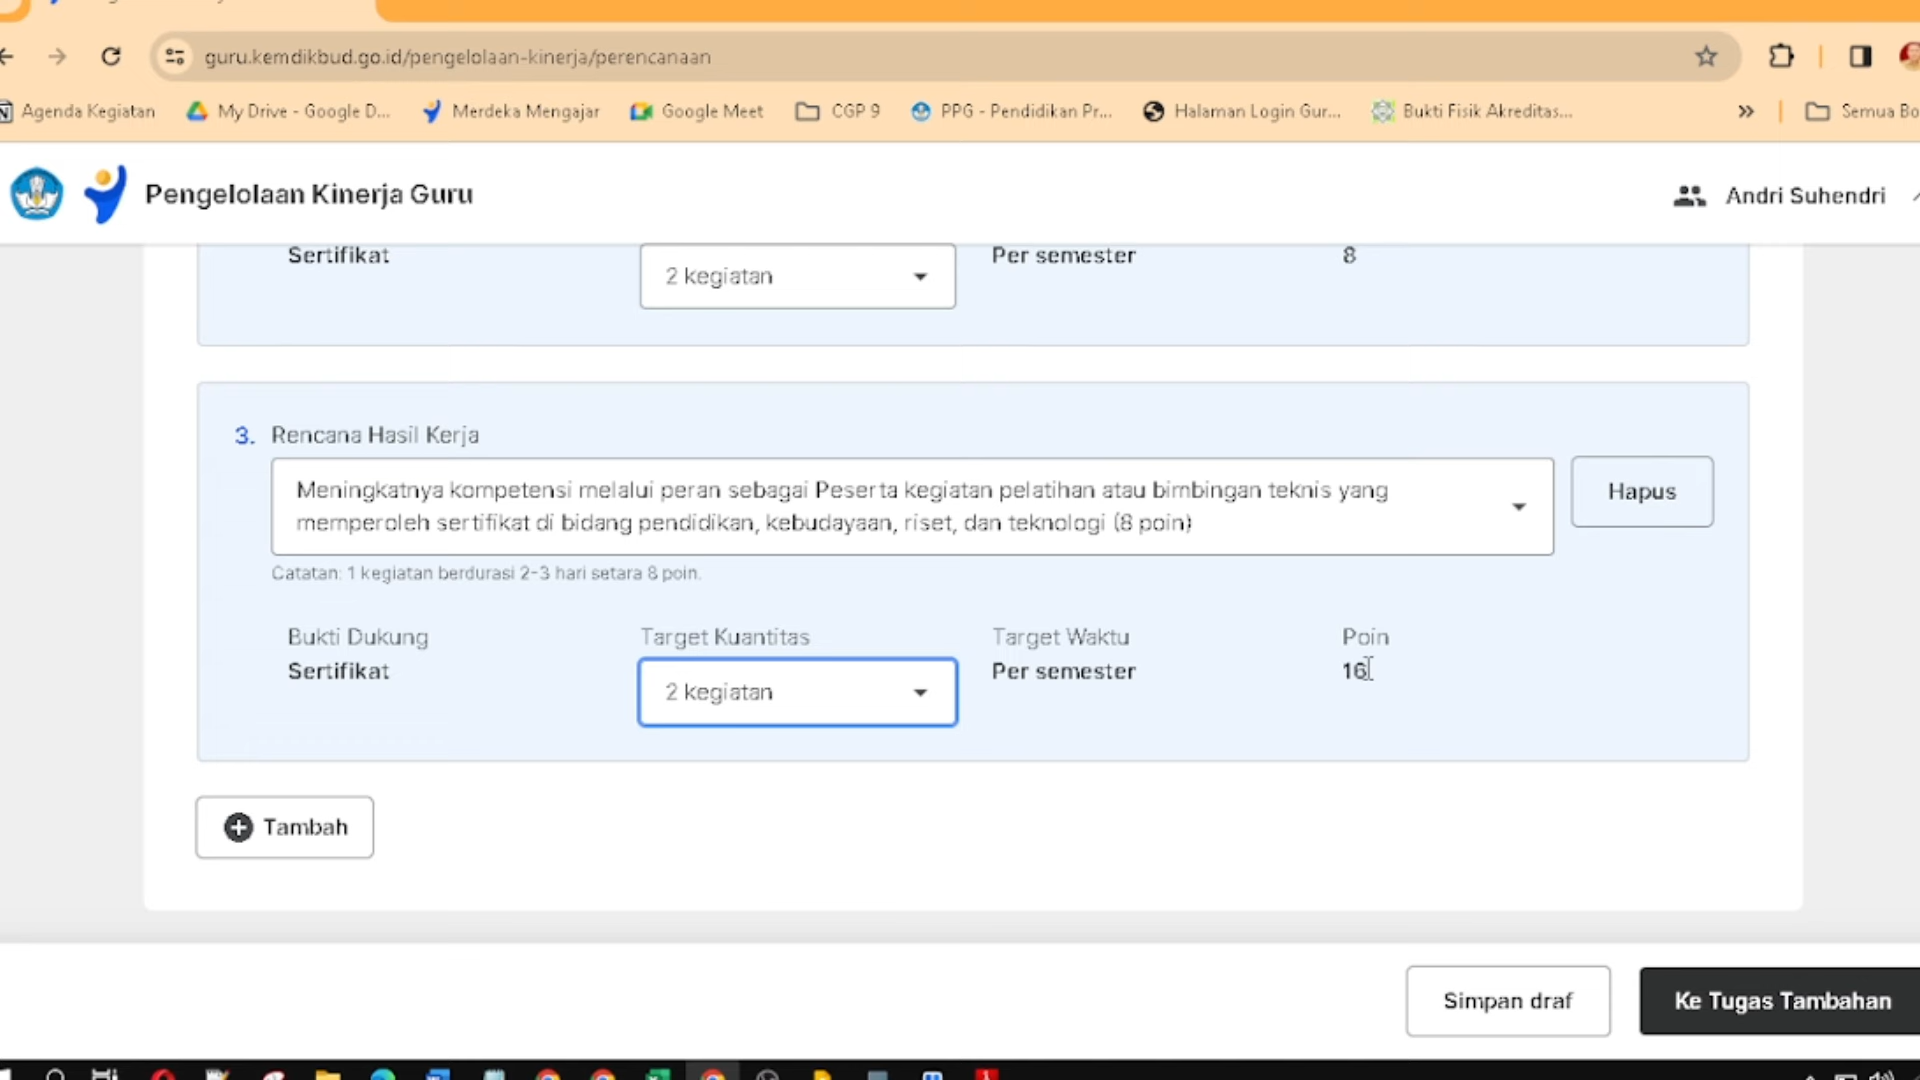 guru.kemdikbud.go.id/pengelolaan-kinerja/perencanaan
Agenda Kegiatan My Drive - Google D... Merdeka Mengajar Google Meet CGP 9 PPG - Pendidikan Pr... Halaman Login Gur... Bukti Fisik Akreditas... » Semua Bo
Pengelolaan Kinerja Guru Andri Suhendri
Sertifikat 2 kegiatan Per semester 8
3. Rencana Hasil Kerja
Meningkatnya kompetensi melalui peran sebagai Peserta kegiatan pelatihan atau bimbingan teknis yang
memperoleh sertifikat di bidang pendidikan, kebudayaan, riset, dan teknologi (8 poin)
Hapus
Catatan: 1 kegiatan berdurasi 2-3 hari setara 8 poin.
Bukti Dukung Target Kuantitas Target Waktu Poin
Sertifikat 2 kegiatan Per semester 16
Tambah
Simpan draf Ke Tugas Tambahan